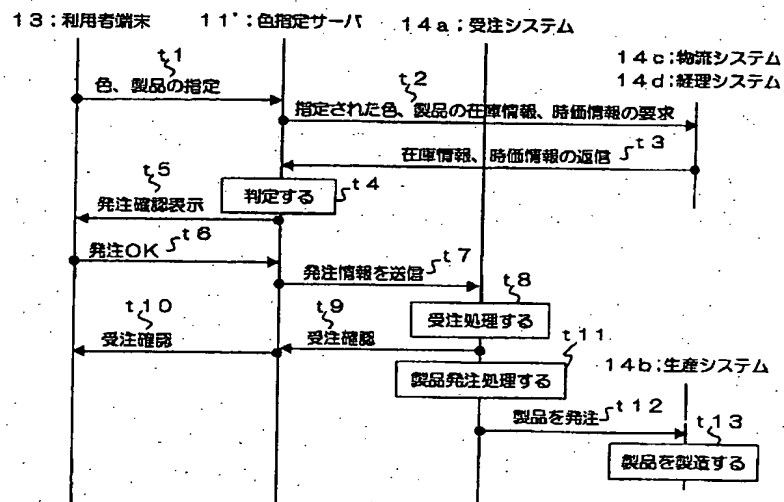 13：利用者端末
11'：色指定サーバ
14a：受注システム
14c：物流システム
14d：経理システム
t1
色、製品の指定
t2
指定された色、製品の在庫情報、時価情報の要求
在庫情報、時価情報の返信
t3
t5
判定する
t4
発注確認表示
発注OK
t6
発注情報を送信
t7
t8
受注処理する
t10
受注確認
t9
受注確認
t11
製品発注処理する
14b：生産システム
製品を発注
t12
t13
製品を製造する